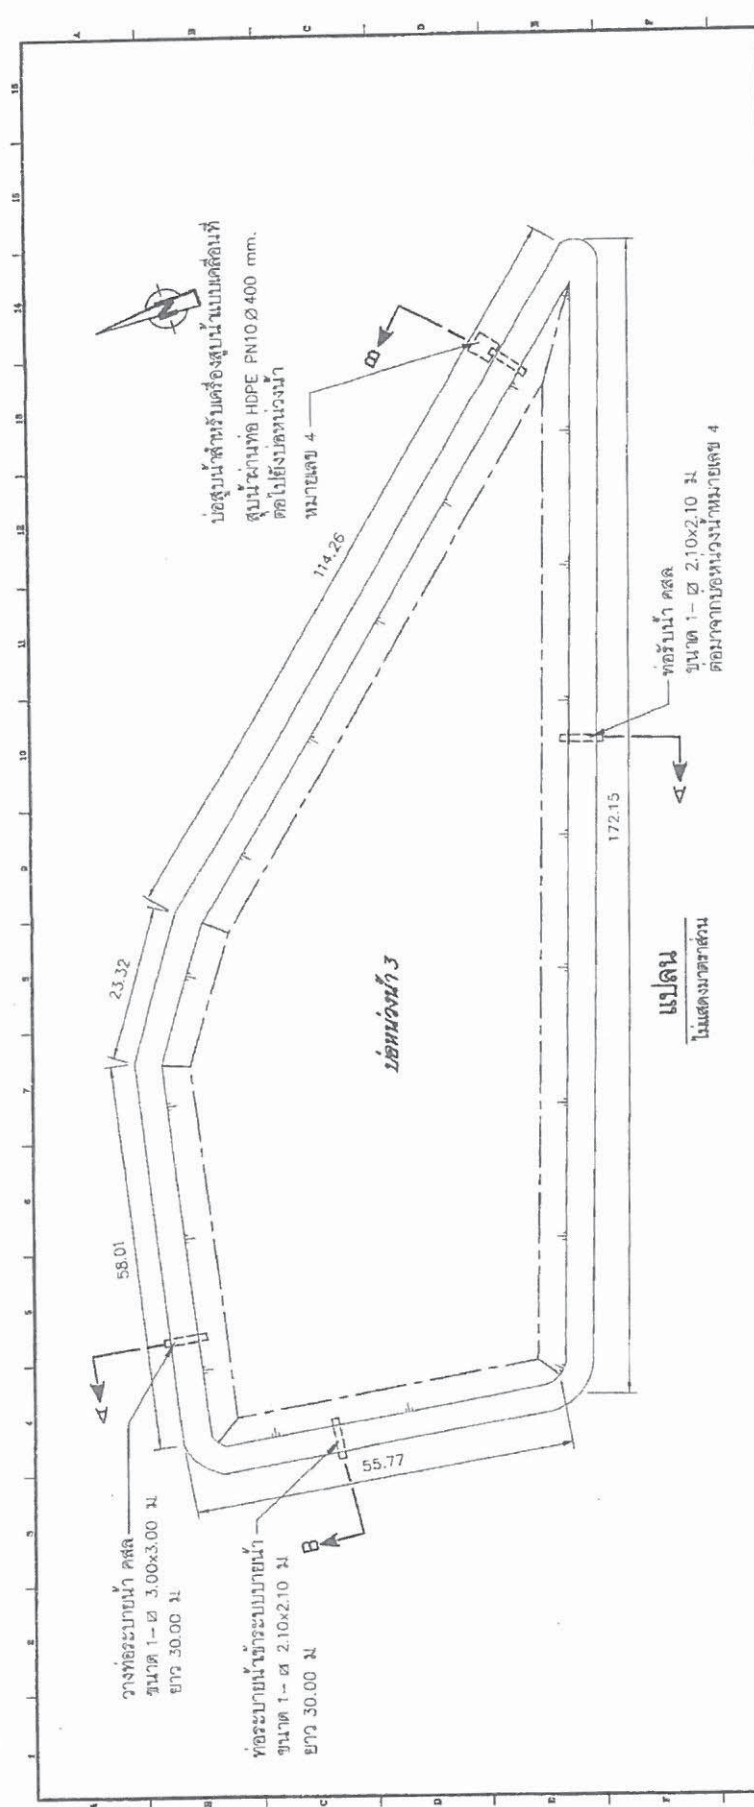 บ่อสูบน้ำสำหรับเครื่องสูบน้ำแบบเคลื่อนที่
สูบน้ำผ่านท่อ HDPE PN10 Ø 400 mm.
ต่อไปยังบ่อหน่วงน้ำ
หมายเลข 4
N
B
114.26
23.32
58.01
A
วางท่อระบายน้ำ คสล
ขนาด 1- 3.00x3.00 ม
ยาว 30.00 ม
ท่อระบายน้ำเข้าระบบบายน้ำ
ขนาด 1- 2.10x2.10 ม
ยาว 30.00 ม
B
55.77
บ่อหน่วงน้ำ 3
172.15
ท่อรับน้ำ คสล
ขนาด 1- 2.10x2.10 ม
ต่อมาจากบ่อหน่วงน้ำหมายเลข 4
A
แปลน
ไม่แสดงมาตราส่วน